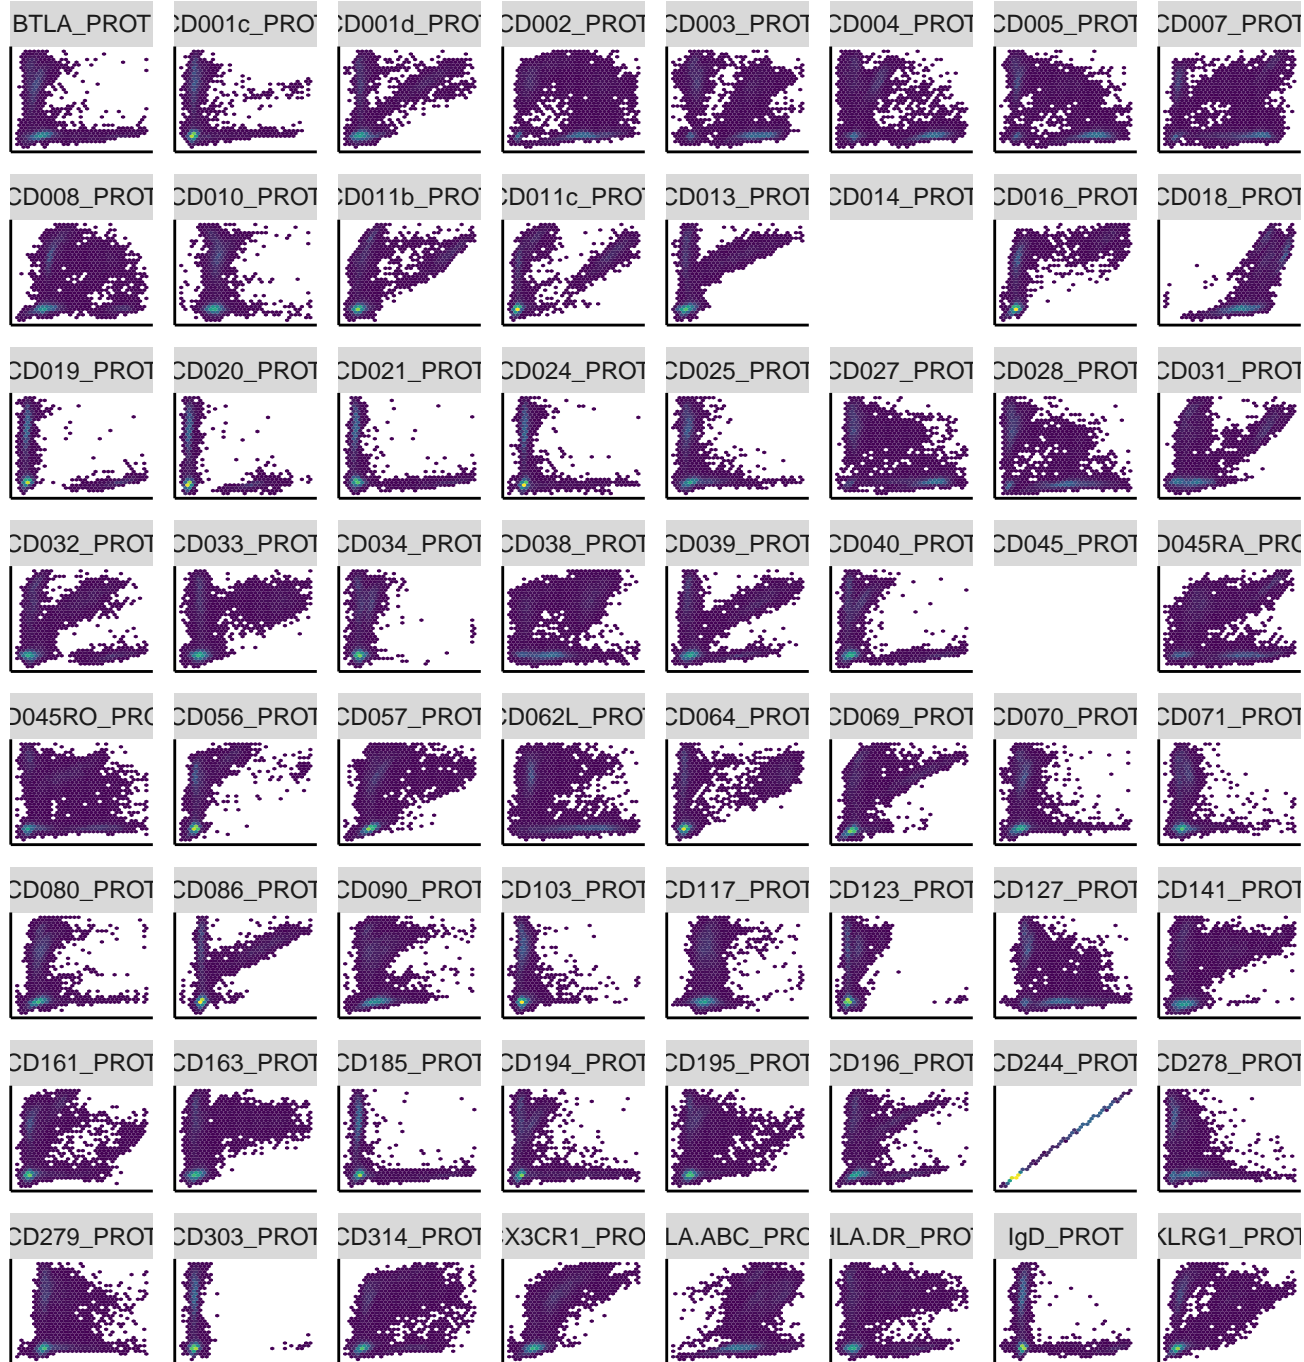 BTLA_PROT CD001c_PROT CD001d_PROT CD002_PROT CD003_PROT CD004_PROT CD005_PROT CD007_PROT
CD008_PROT CD010_PROT CD011b_PROT CD011c_PROT CD013_PROT CD014_PROT CD016_PROT CD018_PROT
CD019_PROT CD020_PROT CD021_PROT CD024_PROT CD025_PROT CD027_PROT CD028_PROT CD031_PROT
CD032_PROT CD033_PROT CD034_PROT CD038_PROT CD039_PROT CD040_PROT CD045_PROT D045RA_PRO
D045RO_PRO CD056_PROT CD057_PROT CD062L_PROT CD064_PROT CD069_PROT CD070_PROT CD071_PROT
CD080_PROT CD086_PROT CD090_PROT CD103_PROT CD117_PROT CD123_PROT CD127_PROT CD141_PROT
CD161_PROT CD163_PROT CD185_PROT CD194_PROT CD195_PROT CD196_PROT CD244_PROT CD278_PROT
CD279_PROT CD303_PROT CD314_PROT CX3CR1_PRO LA.ABC_PRO HLA.DR_PROT IgD_PROT KLRG1_PROT